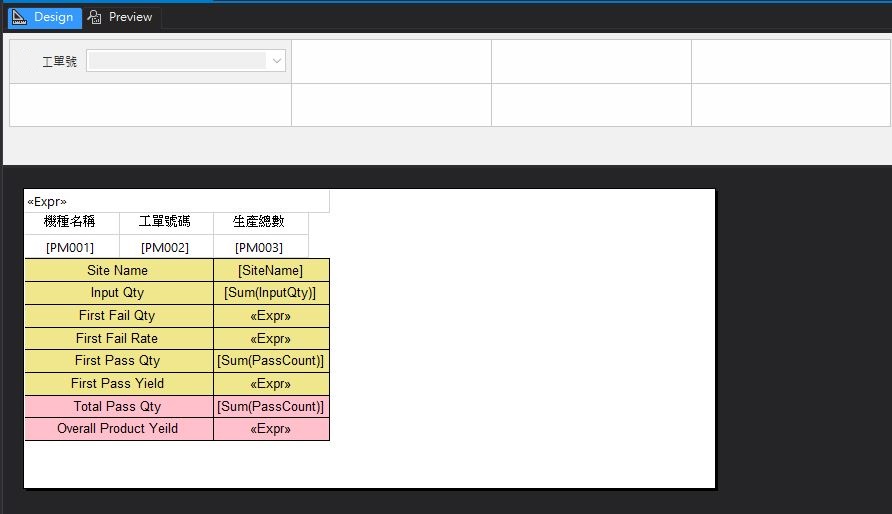 Design Preview
工單號
«Expr»
機種名稱 工單號碼 生產總數
[PM001] [PM002] [PM003]
Site Name [SiteName]
Input Qty [Sum(InputQty)]
First Fail Qty «Expr»
First Fail Rate «Expr»
First Pass Qty [Sum(PassCount)]
First Pass Yield «Expr»
Total Pass Qty [Sum(PassCount)]
Overall Product Yeild «Expr»